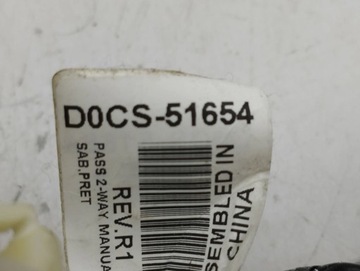 D0CS-51654
PASS 2-WAY MANUA
SAB.PRET
REV.R1
SEMBLED IN
CHINA